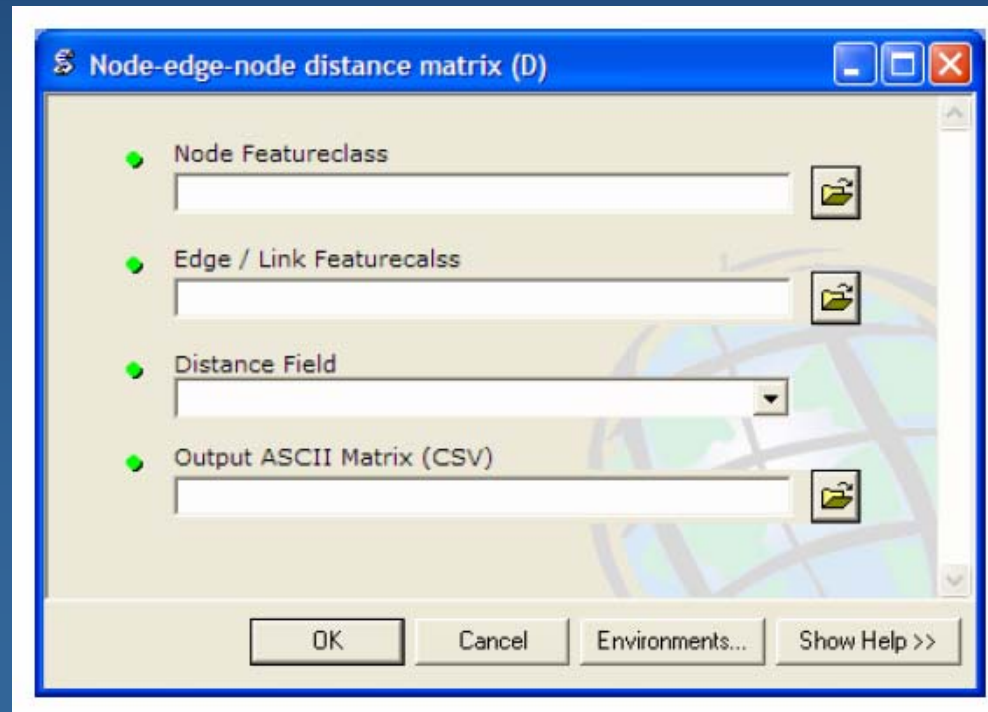 Node-edge-node distance matrix (D)
Node Featureclass
Edge / Link Featurecalss
Distance Field
Output ASCII Matrix (CSV)
OK Cancel Environments... Show Help >>